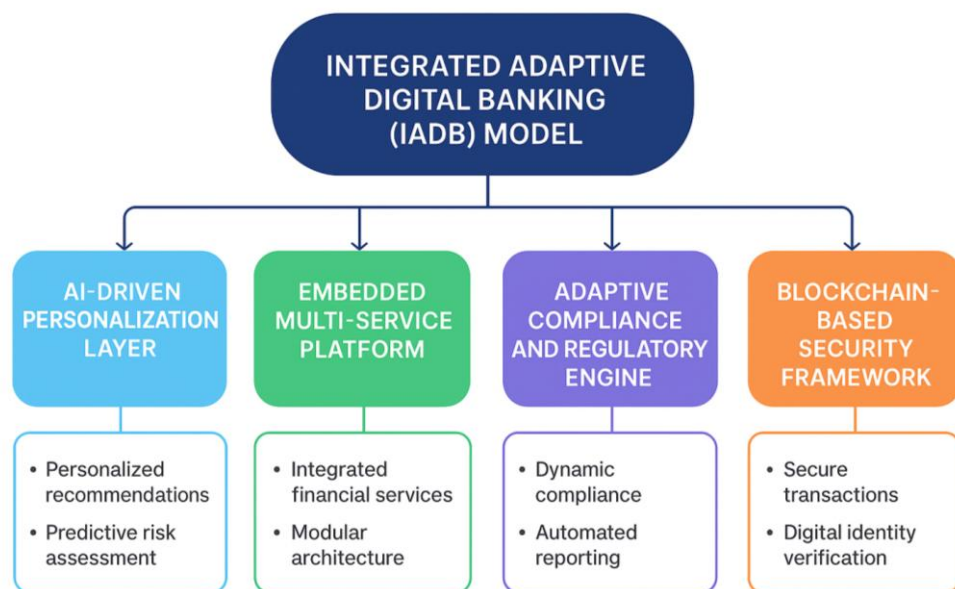 INTEGRATED ADAPTIVE
DIGITAL BANKING
(IADB) MODEL
AI-DRIVEN
PERSONALIZATION
LAYER
EMBEDDED
MULTI-SERVICE
PLATFORM
ADAPTIVE
COMPLIANCE
AND REGULATORY
ENGINE
BLOCKCHAIN-
BASED
SECURITY
FRAMEWORK
• Personalized
recommendations
• Predictive risk
assessment
• Integrated
financial services
• Modular
architecture
• Dynamic
compliance
• Automated
reporting
• Secure
transactions
• Digital identity
verification